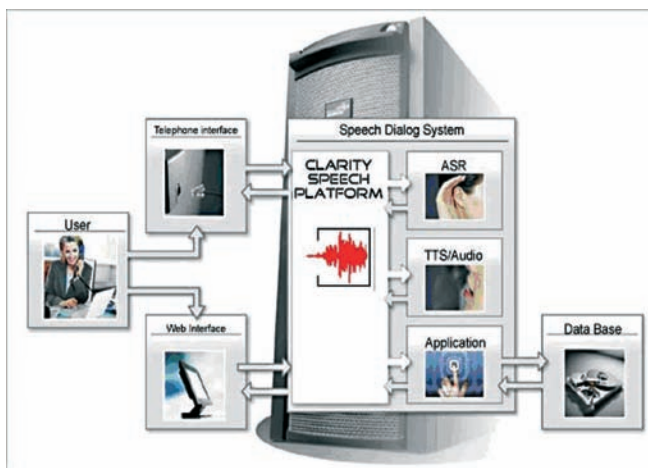 Telephone interface
Speech Dialog System
CLARITY
SPEECH
PLATFORM
ASR
User
TTS/Audio
Web Interface
Application
Data Base